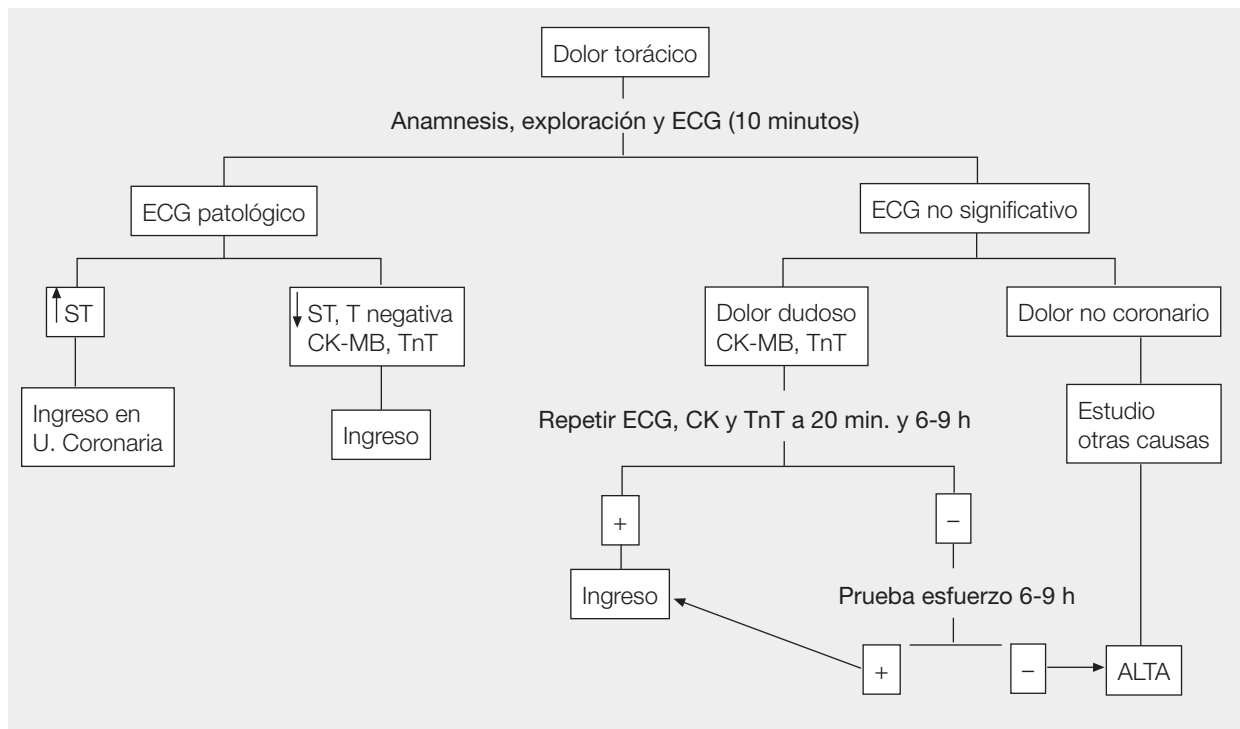 Dolor torácico
Anamnesis, exploración y ECG (10 minutos)
ECG patológico
ECG no significativo
↑ ST
↓ ST, T negativa
CK-MB, TnT
Dolor dudoso
CK-MB, TnT
Dolor no coronario
Ingreso en
U. Coronaria
Ingreso
Repetir ECG, CK y TnT a 20 min. y 6-9 h
Estudio
otras causas
+
–
Ingreso
Prueba esfuerzo 6-9 h
+
–
ALTA